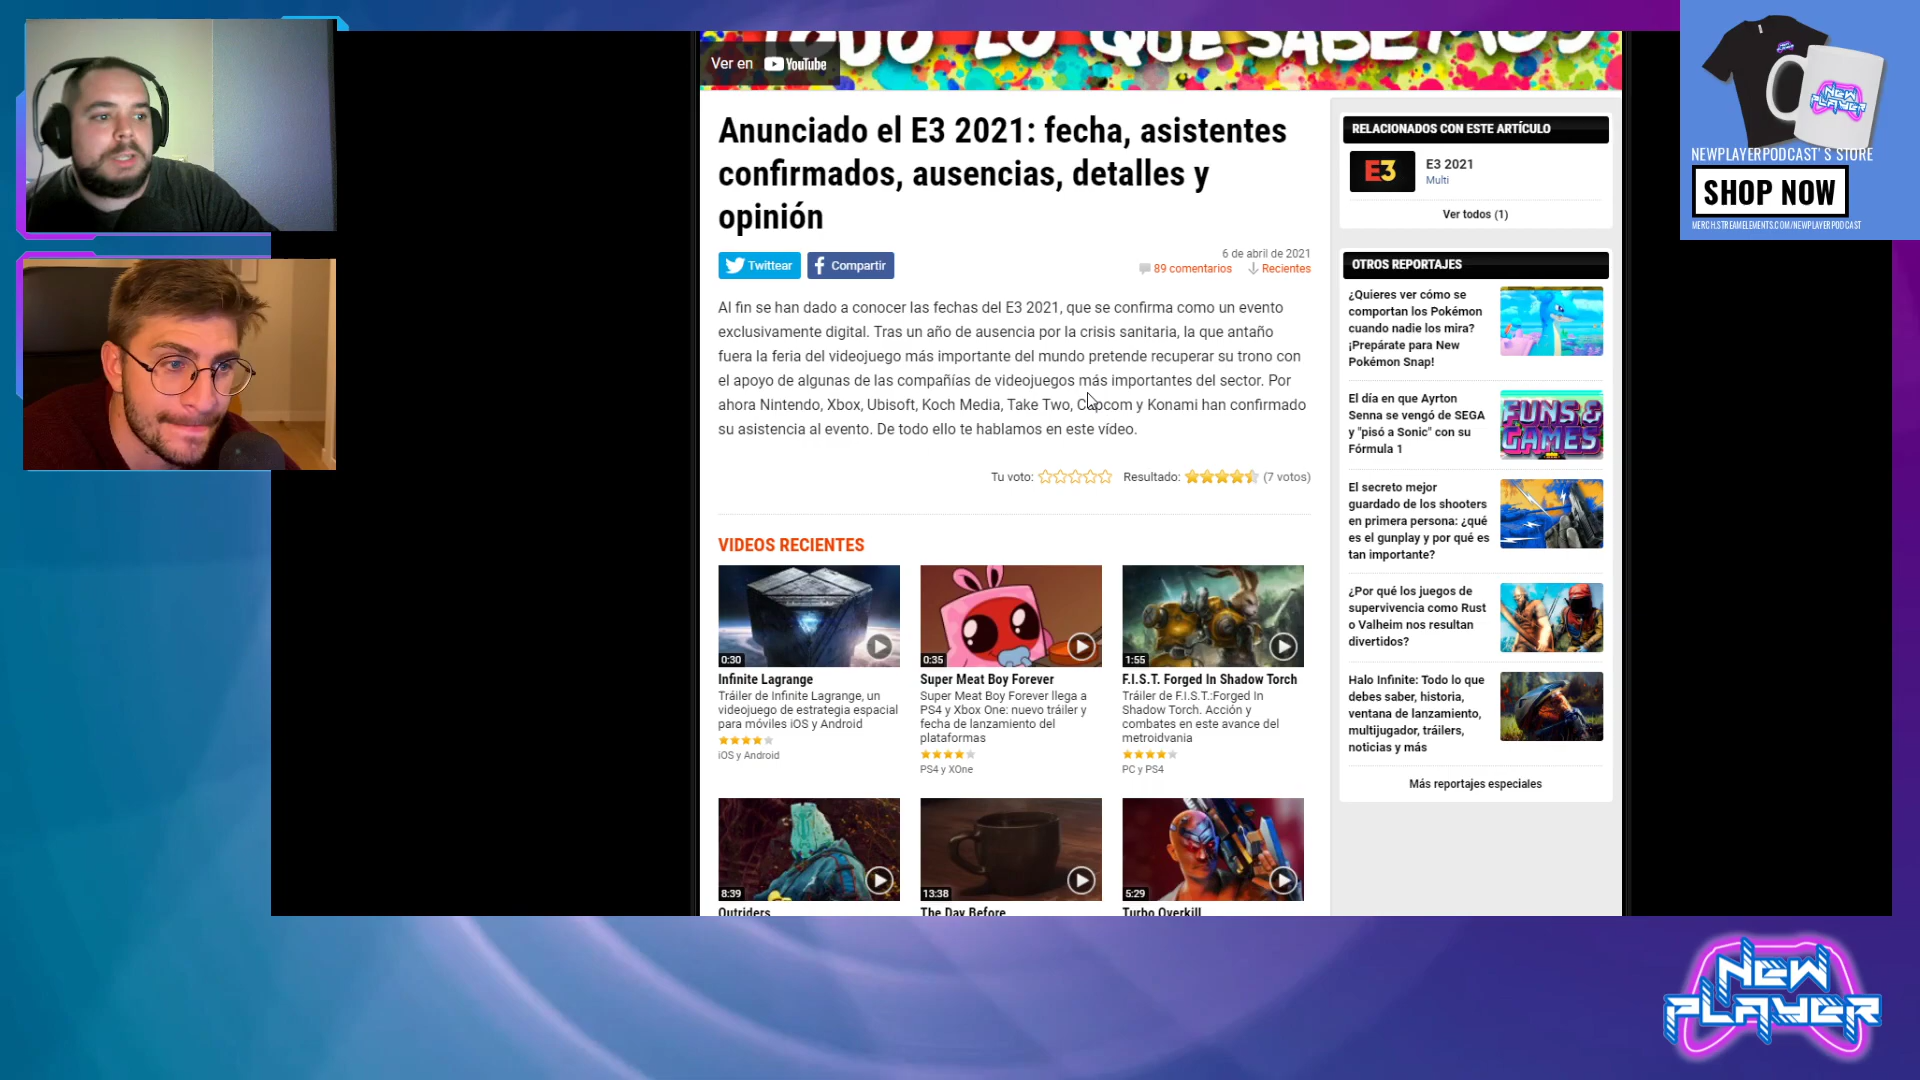 TODO LO QUE SABEMOS
Ver en YouTube
Anunciado el E3 2021: fecha, asistentes
confirmados, ausencias, detalles y
opinión
Twittear
Compartir
6 de abril de 2021
89 comentarios
Recientes
Al fin se han dado a conocer las fechas del E3 2021, que se confirma como un evento
exclusivamente digital. Tras un año de ausencia por la crisis sanitaria, la que antaño
fuera la feria del videojuego más importante del mundo pretende recuperar su trono con
el apoyo de algunas de las compañías de videojuegos más importantes del sector. Por
ahora Nintendo, Xbox, Ubisoft, Koch Media, Take Two, Capcom y Konami han confirmado
su asistencia al evento. De todo ello te hablamos en este vídeo.
Tu voto:
Resultado:
(7 votos)
VIDEOS RECIENTES
0:30
Infinite Lagrange
Tráiler de Infinite Lagrange, un
videojuego de estrategia espacial
para móviles iOS y Android
iOS y Android
0:35
Super Meat Boy Forever
Super Meat Boy Forever llega a
PS4 y Xbox One: nuevo tráiler y
fecha de lanzamiento del
plataformas
PS4 y XOne
1:55
F.I.S.T. Forged In Shadow Torch
Tráiler de F.I.S.T.:Forged In
Shadow Torch. Acción y
combates en este avance del
metroidvania
PC y PS4
8:39
Outriders
13:38
The Day Before
5:29
Turbo Overkill
RELACIONADOS CON ESTE ARTÍCULO
E3
E3 2021
Multi
Ver todos (1)
OTROS REPORTAJES
¿Quieres ver cómo se
comportan los Pokémon
cuando nadie los mira?
¡Prepárate para New
Pokémon Snap!
El día en que Ayrton
Senna se vengó de SEGA
y "pisó a Sonic" con su
Fórmula 1
FUNS &
GAMES
El secreto mejor
guardado de los shooters
en primera persona: ¿qué
es el gunplay y por qué es
tan importante?
¿Por qué los juegos de
supervivencia como Rust
o Valheim nos resultan
divertidos?
Halo Infinite: Todo lo que
debes saber, historia,
ventana de lanzamiento,
multijugador, tráilers,
noticias y más
Más reportajes especiales
NEW
PLAYER
NEWPLAYERPODCAST'S STORE
SHOP NOW
MERCH.STREAMELEMENTS.COM/NEWPLAYERPODCAST
NEW
PLAYER